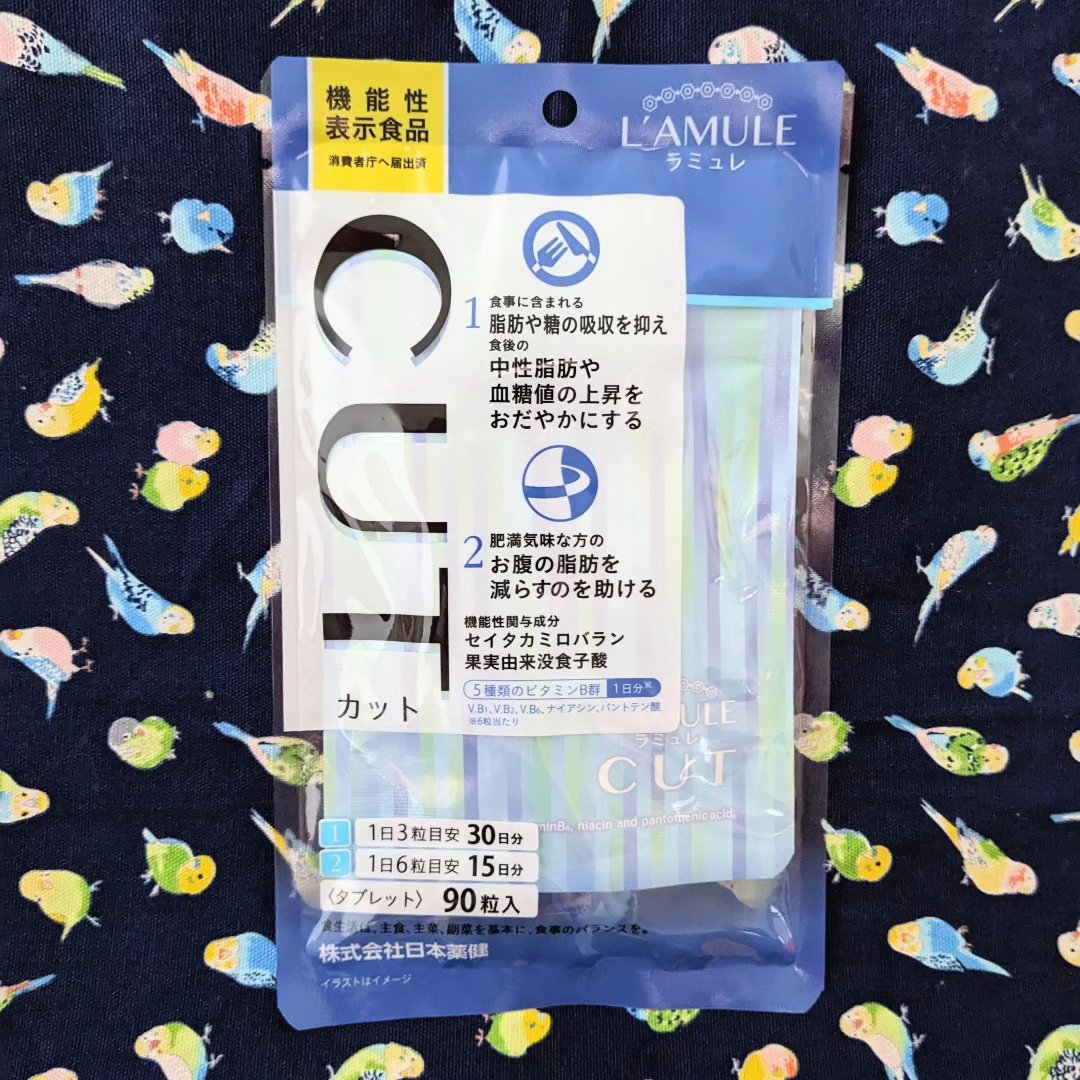 機能性
表示食品
消費者庁へ届出済
L'AMULE
ラミュレ
CUT
カット
1
食事に含まれる
脂肪や糖の吸収を抑え
食後の
中性脂肪や
血糖値の上昇を
おだやかにする
2
肥満気味な方の
お腹の脂肪を
減らすのを助ける
機能性関与成分
セイタカミロバラン
果実由来没食子酸
5種類のビタミンB群 1日分※
V.B1、V.B2、V.B6、ナイアシン、パントテン酸
※6粒当たり
AMULE
ラミュレ
CUT
minB6, niacin and pantothenic acid,
1 1日3粒目安 30日分
2 1日6粒目安 15日分
〈タブレット〉 90粒入
食生活は、主食、主菜、副菜を基本に、食事のバランスを。
株式会社日本薬健
イラストはイメージ